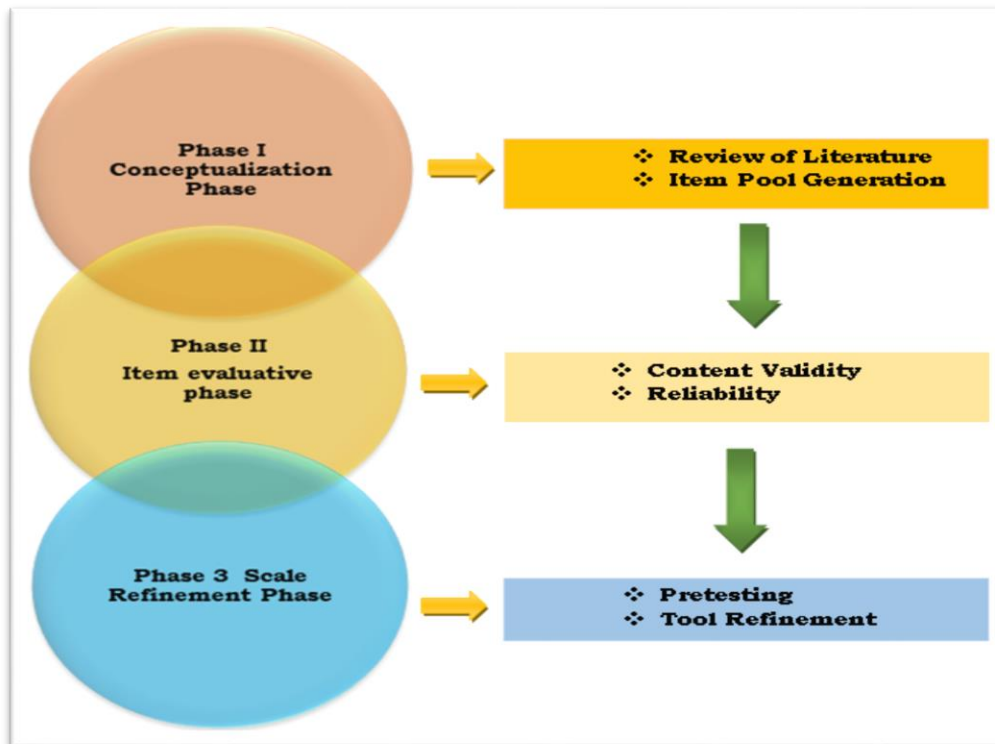 Phase I
Conceptualization
Phase
❖ Review of Literature
❖ Item Pool Generation
Phase II
Item evaluative
phase
❖ Content Validity
❖ Reliability
Phase 3 Scale
Refinement Phase
❖ Pretesting
❖ Tool Refinement